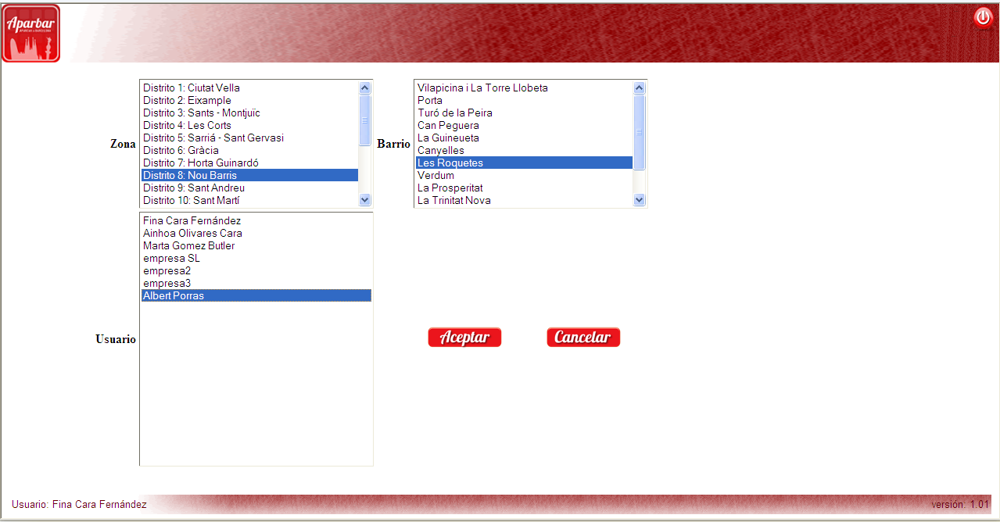 Aparbar
APARCAR en BARCELONA
Zona
Distrito 1: Ciutat Vella
Distrito 2: Eixample
Distrito 3: Sants - Montjuïc
Distrito 4: Les Corts
Distrito 5: Sarriá - Sant Gervasi
Distrito 6: Gràcia
Distrito 7: Horta Guinardó
Distrito 8: Nou Barris
Distrito 9: Sant Andreu
Distrito 10: Sant Martí
Barrio
Vilapicina i La Torre Llobeta
Porta
Turó de la Peira
Can Peguera
La Guineueta
Canyelles
Les Roquetes
Verdum
La Prosperitat
La Trinitat Nova
Usuario
Fina Cara Fernández
Ainhoa Olivares Cara
Marta Gomez Butler
empresa SL
empresa2
empresa3
Albert Porras
Aceptar
Cancelar
Usuario: Fina Cara Fernández
versión: 1.01